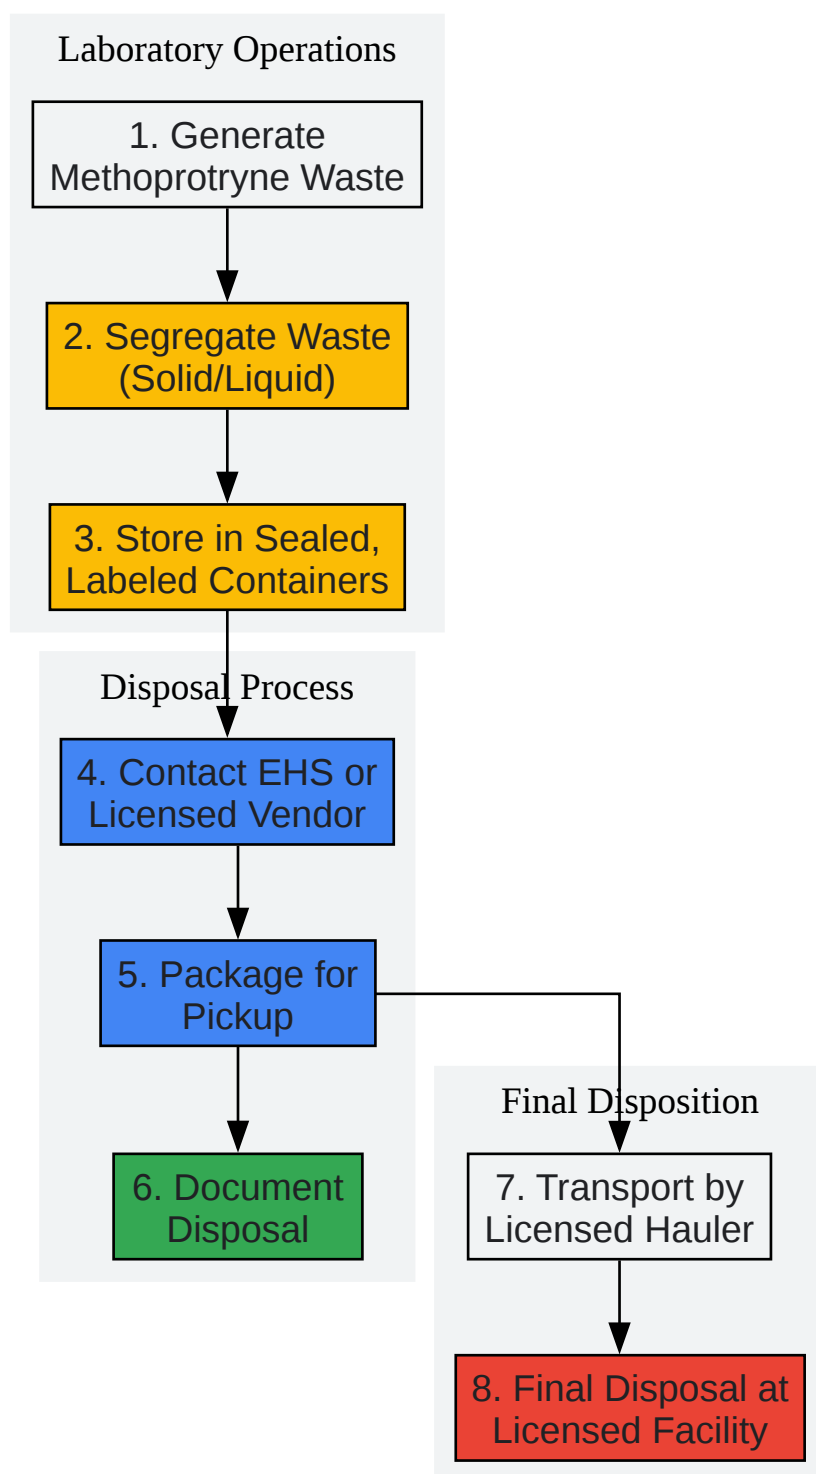 Laboratory Operations
1. Generate
Methoprotryne Waste
2. Segregate Waste
(Solid/Liquid)
3. Store in Sealed,
Labeled Containers
Disposal Process
4. Contact EHS or
Licensed Vendor
5. Package for
Pickup
6. Document
Disposal
Final Disposition
7. Transport by
Licensed Hauler
8. Final Disposal at
Licensed Facility